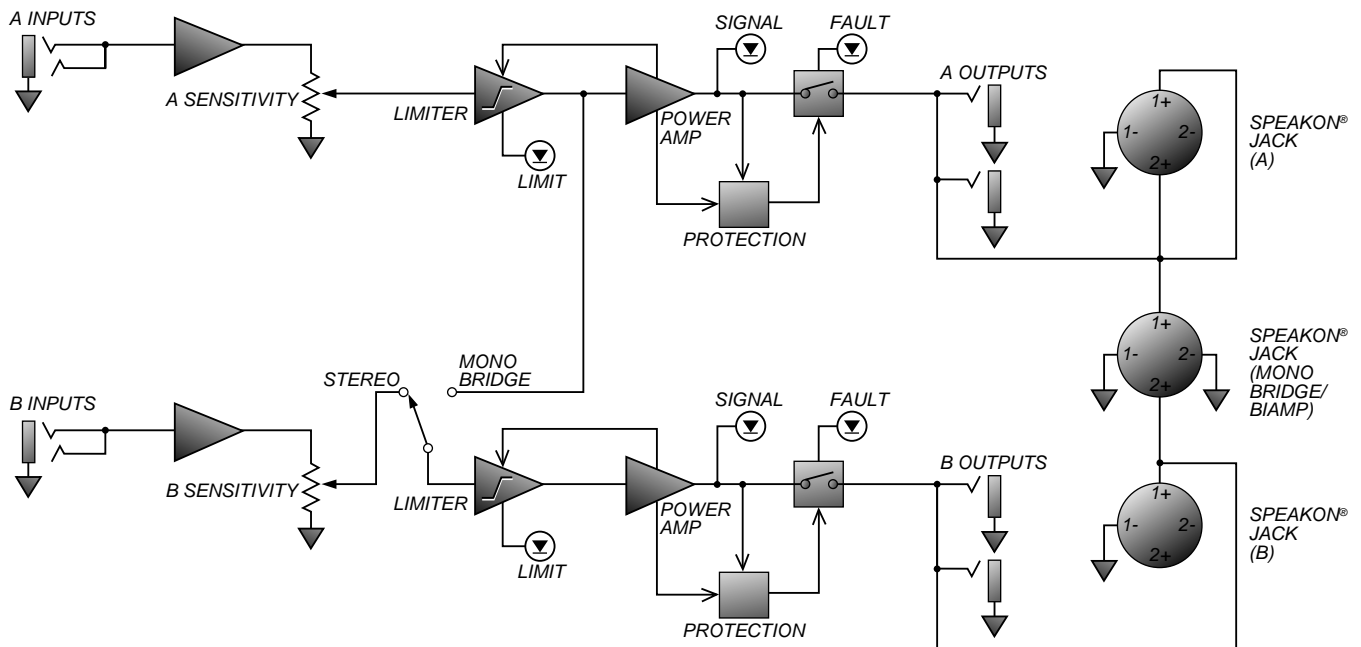 A INPUTS
A SENSITIVITY
LIMITER
LIMIT
POWER
AMP
SIGNAL
FAULT
PROTECTION
A OUTPUTS
1+
1-
2-
2+
SPEAKON®
JACK
(A)
1+
1-
2-
2+
SPEAKON®
JACK
(MONO
BRIDGE/
BIAMP)
STEREO
MONO
BRIDGE
B INPUTS
B SENSITIVITY
LIMITER
LIMIT
POWER
AMP
SIGNAL
FAULT
PROTECTION
B OUTPUTS
1+
1-
2-
2+
SPEAKON®
JACK
(B)